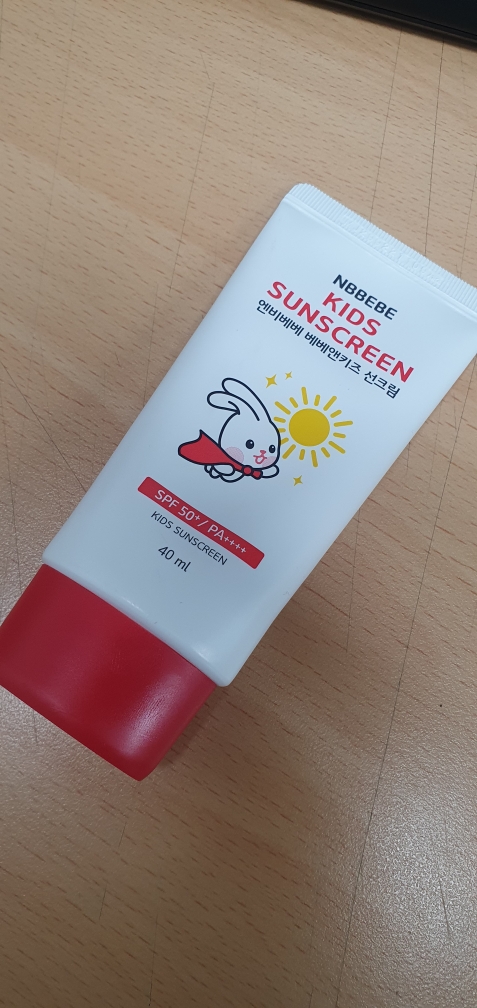 NBBEBE
KIDS
SUNSCREEN
엔비베베 베베앤키즈 선크림
SPF 50+/ PA++++
KIDS SUNSCREEN
40 ml